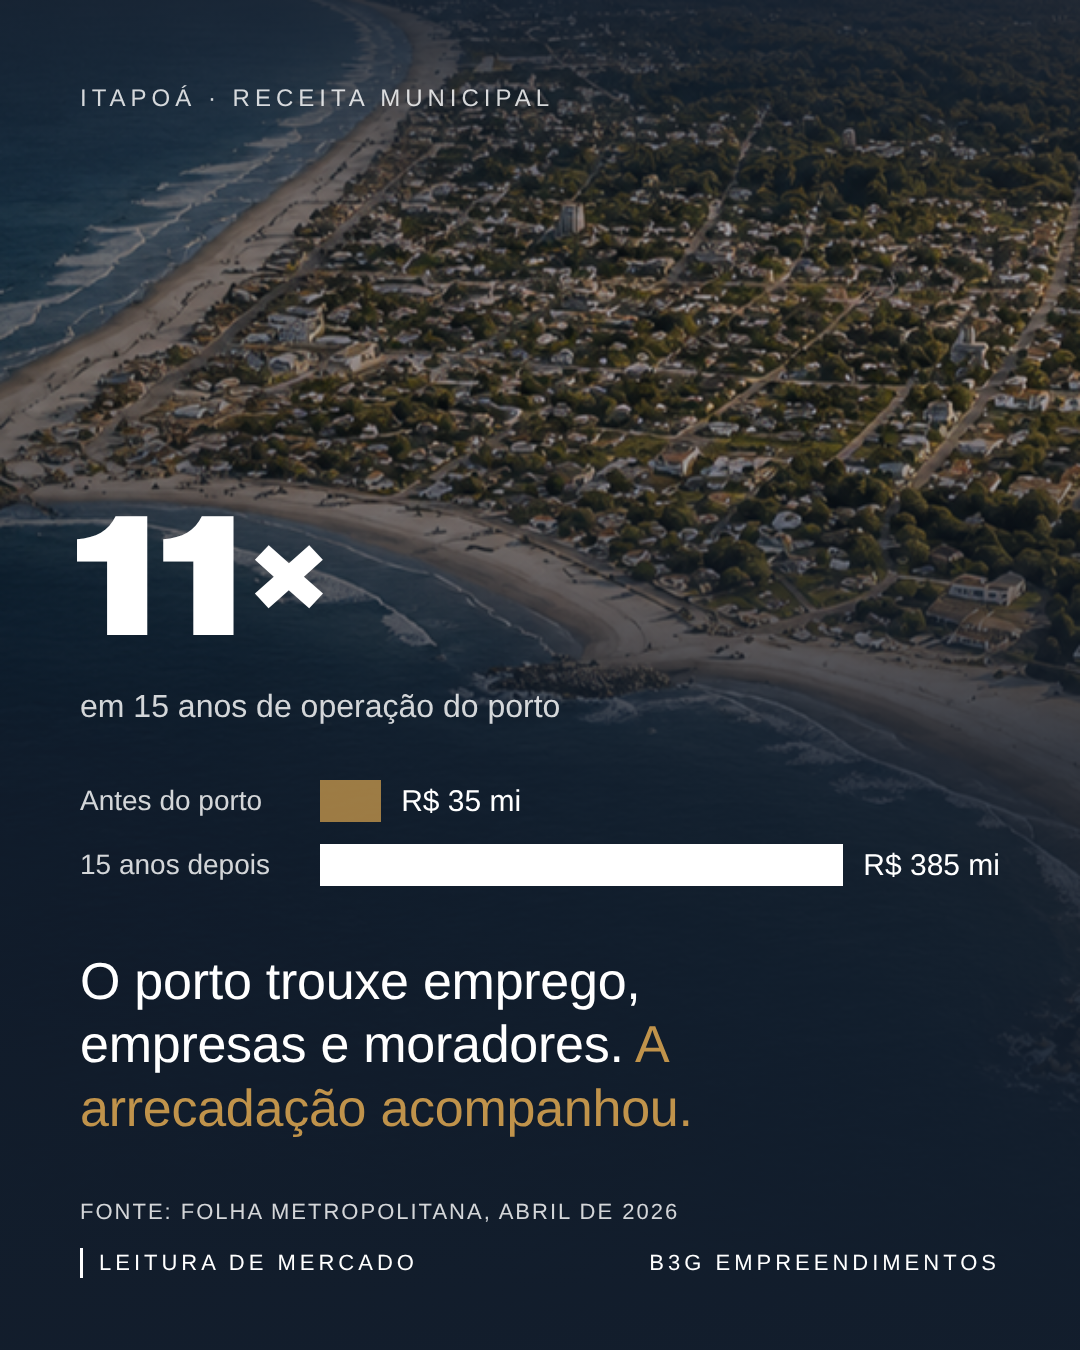 ITAPOÁ · RECEITA MUNICIPAL
11×
em 15 anos de operação do porto
Antes do porto R$ 35 mi
15 anos depois R$ 385 mi
O porto trouxe emprego,
empresas e moradores. A
arrecadação acompanhou.
FONTE: FOLHA METROPOLITANA, ABRIL DE 2026
LEITURA DE MERCADO B3G EMPREENDIMENTOS